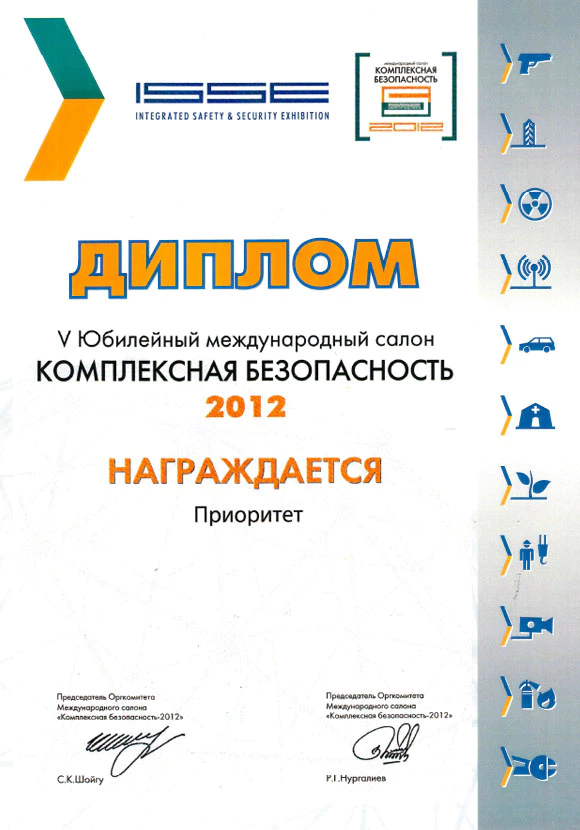 ISSE
INTEGRATED SAFETY & SECURITY EXHIBITION
международный салон
КОМПЛЕКСНАЯ
БЕЗОПАСНОСТЬ
2012
ДИПЛОМ
V Юбилейный международный салон
КОМПЛЕКСНАЯ БЕЗОПАСНОСТЬ
2012
НАГРАЖДАЕТСЯ
Приоритет
Председатель Оргкомитета
Международного салона
«Комплексная безопасность-2012»
С.К.Шойгу
Председатель Оргкомитета
Международного салона
«Комплексная безопасность-2012»
Р.Г.Нургалиев